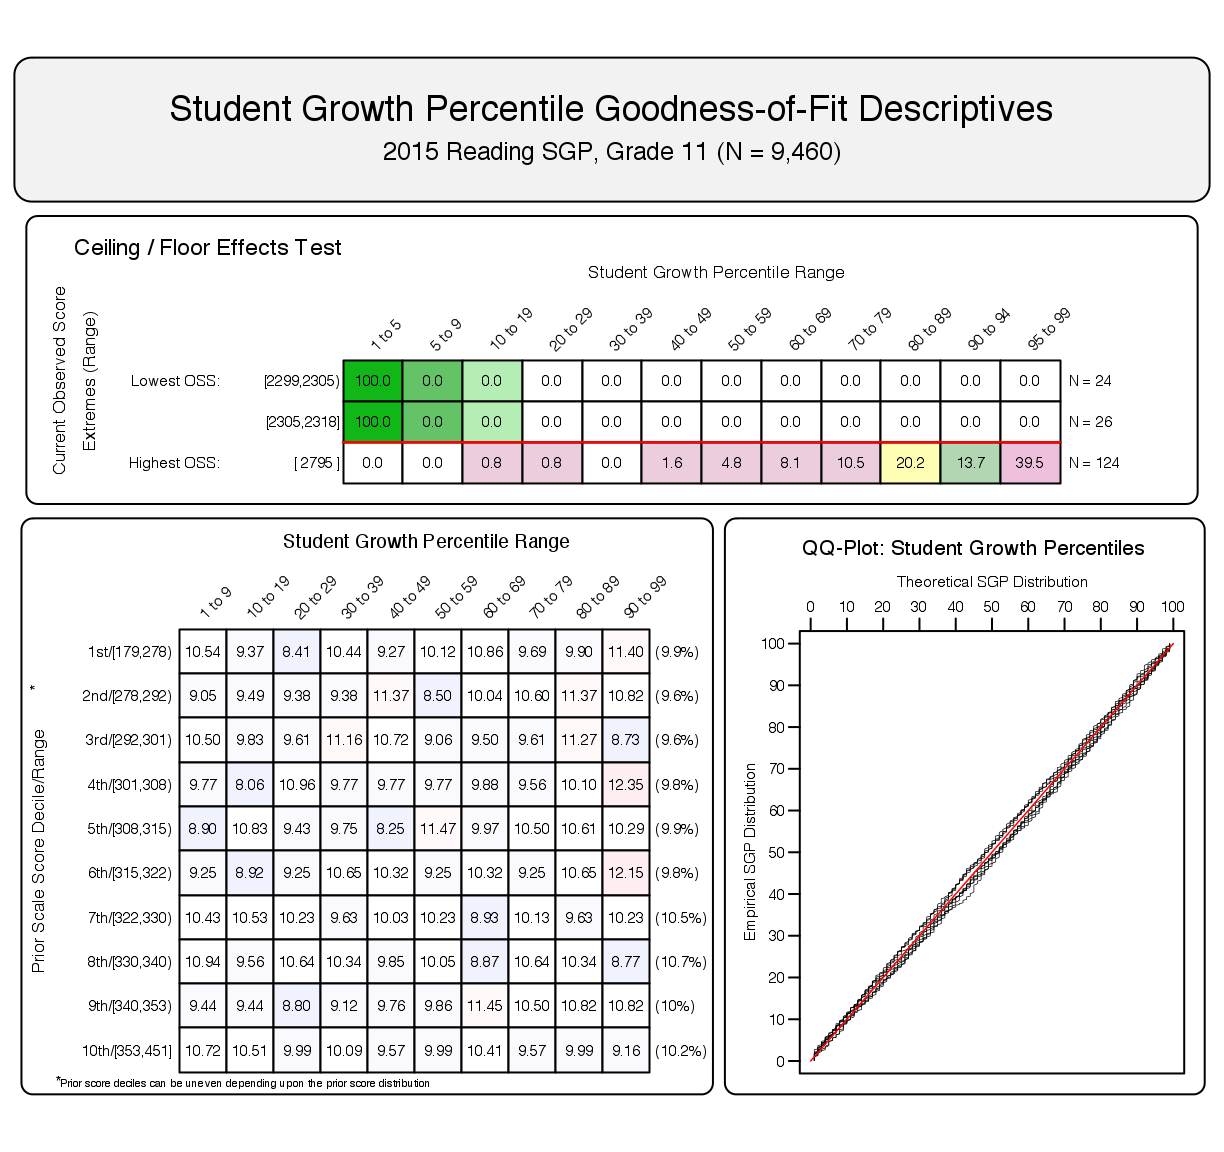 Student Growth Percentile Goodness-of-Fit Descriptives
2015 Reading SGP, Grade 11 (N = 9,460)
Ceiling / Floor Effects Test
Student Growth Percentile Range
Current Observed Score
Extremes (Range)
1 to 5 5 to 9 10 to 19 20 to 29 30 to 39 40 to 49 50 to 59 60 to 69 70 to 79 80 to 89 90 to 94 95 to 99
Lowest OSS: [2299,2305) 100.0 0.0 0.0 0.0 0.0 0.0 0.0 0.0 0.0 0.0 0.0 0.0 N = 24
[2305,2318] 100.0 0.0 0.0 0.0 0.0 0.0 0.0 0.0 0.0 0.0 0.0 0.0 N = 26
Highest OSS: [ 2795 ] 0.0 0.0 0.8 0.8 0.0 1.6 4.8 8.1 10.5 20.2 13.7 39.5 N = 124
Student Growth Percentile Range
1 to 9 10 to 19 20 to 29 30 to 39 40 to 49 50 to 59 60 to 69 70 to 79 80 to 89 90 to 99
* Prior Scale Score Decile/Range
1st/[179,278) 10.54 9.37 8.41 10.44 9.27 10.12 10.86 9.69 9.90 11.40 (9.9%)
2nd/[278,292) 9.05 9.49 9.38 9.38 11.37 8.50 10.04 10.60 11.37 10.82 (9.6%)
3rd/[292,301) 10.50 9.83 9.61 11.16 10.72 9.06 9.50 9.61 11.27 8.73 (9.6%)
4th/[301,308) 9.77 8.06 10.96 9.77 9.77 9.77 9.88 9.56 10.10 12.35 (9.8%)
5th/[308,315) 8.90 10.83 9.43 9.75 8.25 11.47 9.97 10.50 10.61 10.29 (9.9%)
6th/[315,322) 9.25 8.92 9.25 10.65 10.32 9.25 10.32 9.25 10.65 12.15 (9.8%)
7th/[322,330) 10.43 10.53 10.23 9.63 10.03 10.23 8.93 10.13 9.63 10.23 (10.5%)
8th/[330,340) 10.94 9.56 10.64 10.34 9.85 10.05 8.87 10.64 10.34 8.77 (10.7%)
9th/[340,353) 9.44 9.44 8.80 9.12 9.76 9.86 11.45 10.50 10.82 10.82 (10%)
10th/[353,451] 10.72 10.51 9.99 10.09 9.57 9.99 10.41 9.57 9.99 9.16 (10.2%)
*Prior score deciles can be uneven depending upon the prior score distribution
QQ-Plot: Student Growth Percentiles
Theoretical SGP Distribution
0 10 20 30 40 50 60 70 80 90 100
Empirical SGP Distribution
100
90
80
70
60
50
40
30
20
10
0